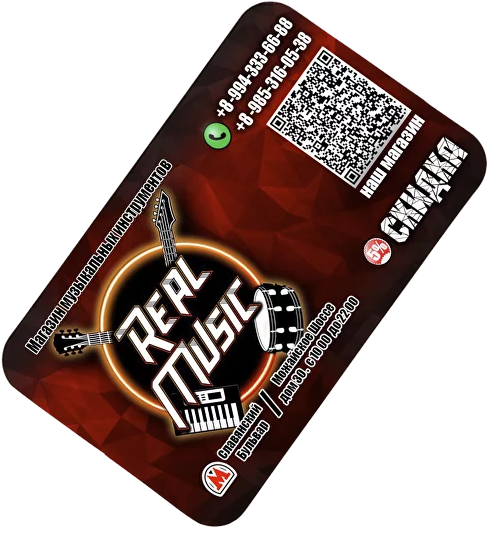 Магазин музыкальных инструментов
+8-994-333-66-88
+8-985-316-05-38
наш магазин
5% СКИДКА
REAL
MUSIC
М Славянский
Бульвар
/ Можайское Шоссе
дом 30. с 10 00 до 22 00